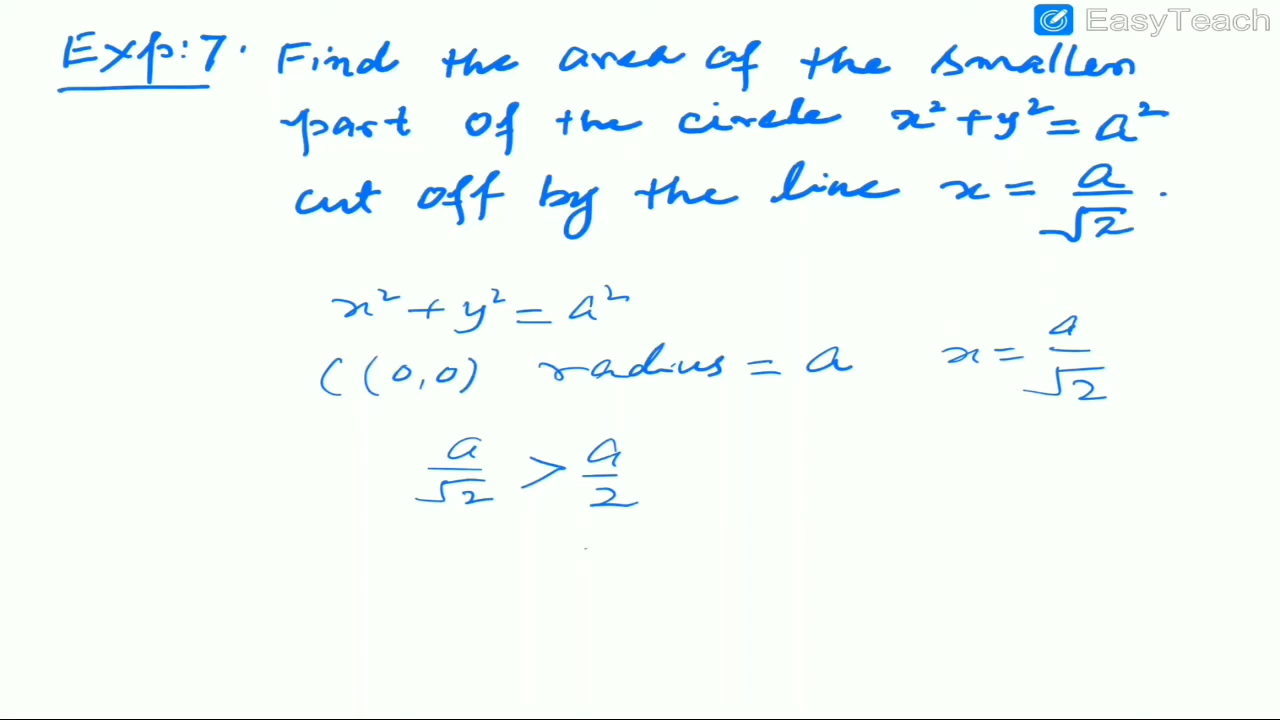 EasyTeach
Exp:7. Find the area of the smaller
part of the circle x² + y² = a²
cut off by the line x = a/√2 .
x² + y² = a²
C(0,0) radius = a x = a/√2
a/√2 > a/2